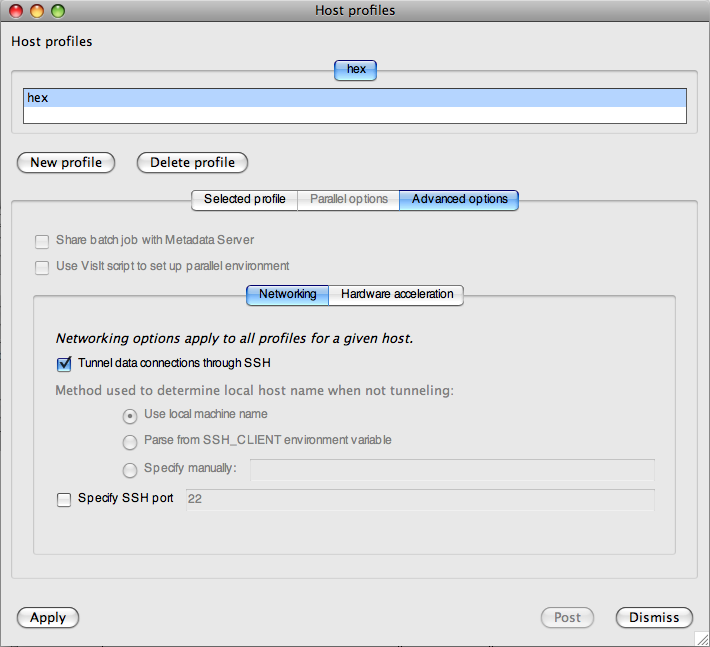 Host profiles
Host profiles
hex
hex
New profile Delete profile
Selected profile Parallel options Advanced options
Share batch job with Metadata Server
Use VisIt script to set up parallel environment
Networking Hardware acceleration
Networking options apply to all profiles for a given host.
Tunnel data connections through SSH
Method used to determine local host name when not tunneling:
Use local machine name
Parse from SSH_CLIENT environment variable
Specify manually:
Specify SSH port 22
Apply Post Dismiss